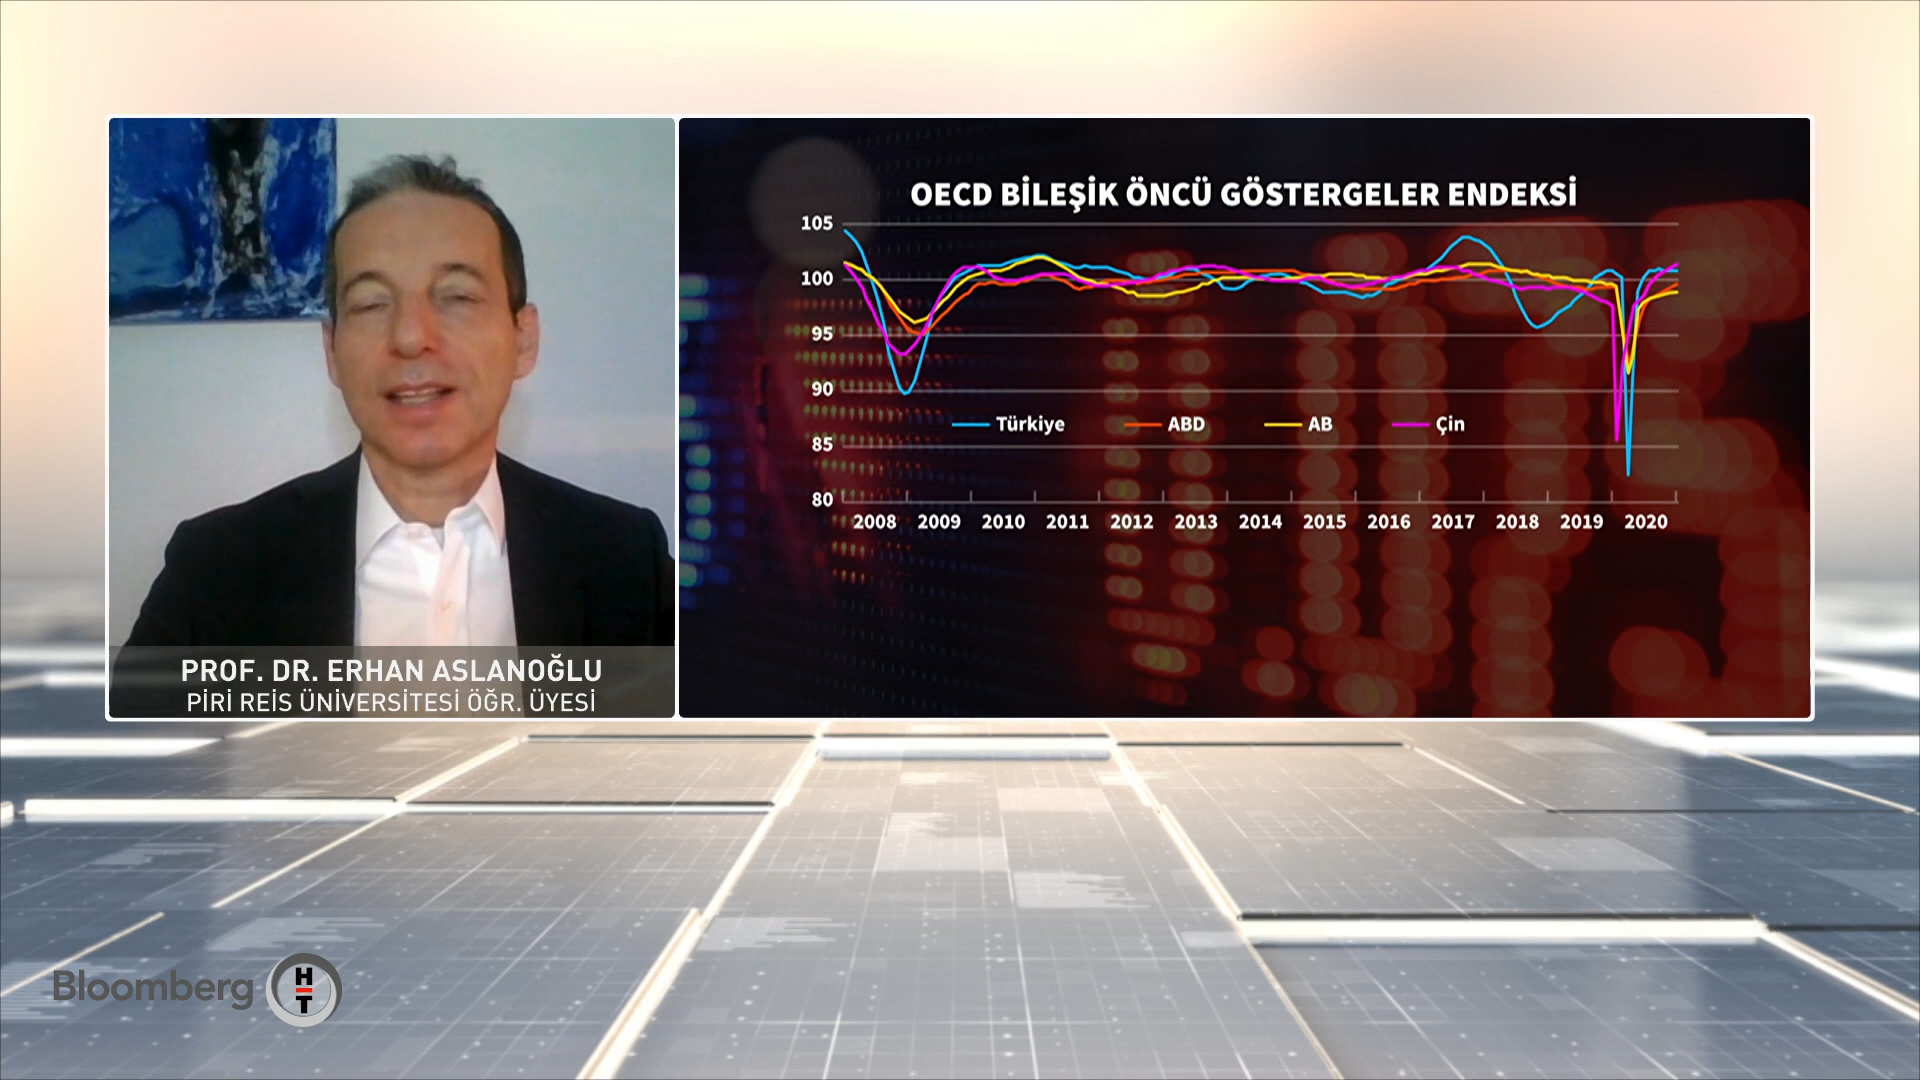 OECD BİLEŞİK ÖNCÜ GÖSTERGELER ENDEKSİ
105
100
95
90
85
80
Türkiye ABD AB Çin
2008 2009 2010 2011 2012 2013 2014 2015 2016 2017 2018 2019 2020
PROF. DR. ERHAN ASLANOĞLU
PİRİ REİS ÜNİVERSİTESİ ÖĞR. ÜYESİ
Bloomberg HT